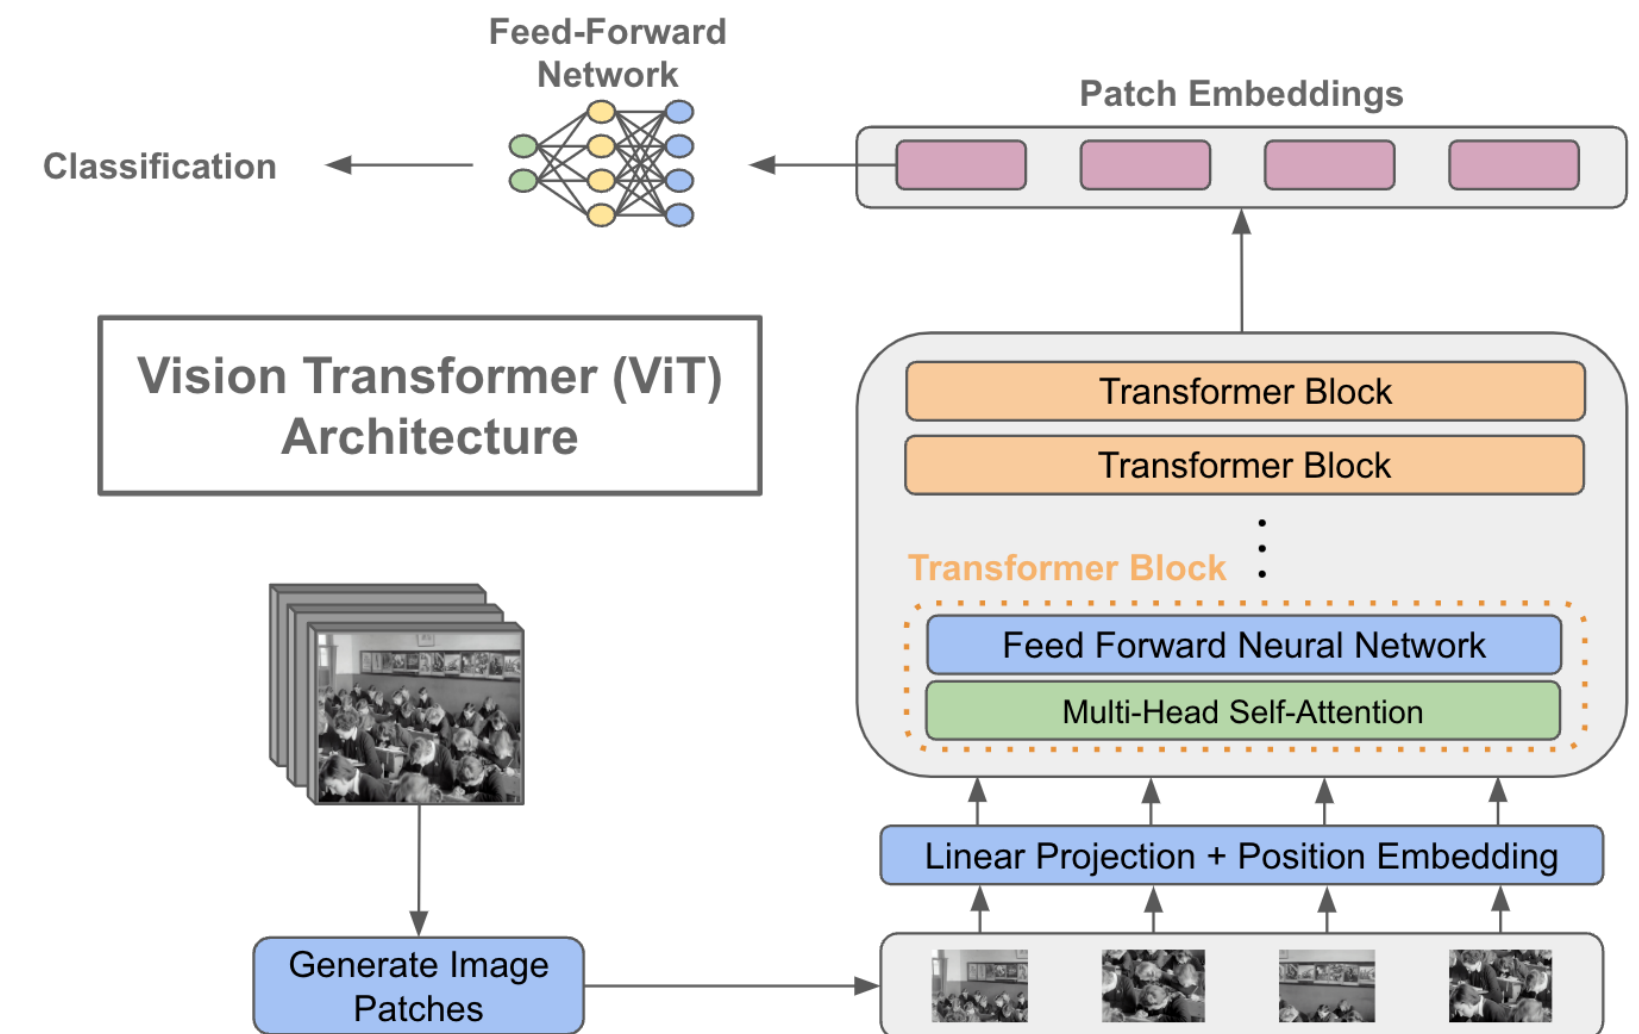 Feed-Forward
Network
Patch Embeddings
Classification
Vision Transformer (ViT)
Architecture
Transformer Block
Transformer Block
Transformer Block
Feed Forward Neural Network
Multi-Head Self-Attention
Linear Projection + Position Embedding
Generate Image
Patches